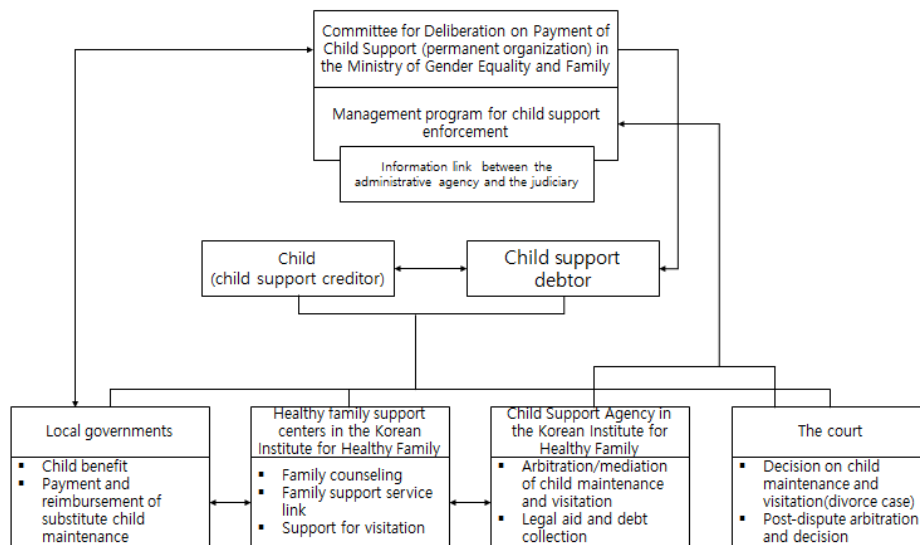 Committee for Deliberation on Payment of
Child Support (permanent organization) in
the Ministry of Gender Equality and Family
Management program for child support
enforcement
Information link between the
administrative agency and the judiciary
Child
(child support creditor)
Child support
debtor
Local governments
▪ Child benefit
▪ Payment and
reimbursement of
substitute child
maintenance
Healthy family support
centers in the Korean
Institute for Healthy Family
▪ Family counseling
▪ Family support service
link
▪ Support for visitation
Child Support Agency in
the Korean Institute for
Healthy Family
▪ Arbitration/mediation
of child maintenance
and visitation
▪ Legal aid and debt
collection
The court
▪ Decision on child
maintenance and
visitation(divorce case)
▪ Post-dispute arbitration
and decision